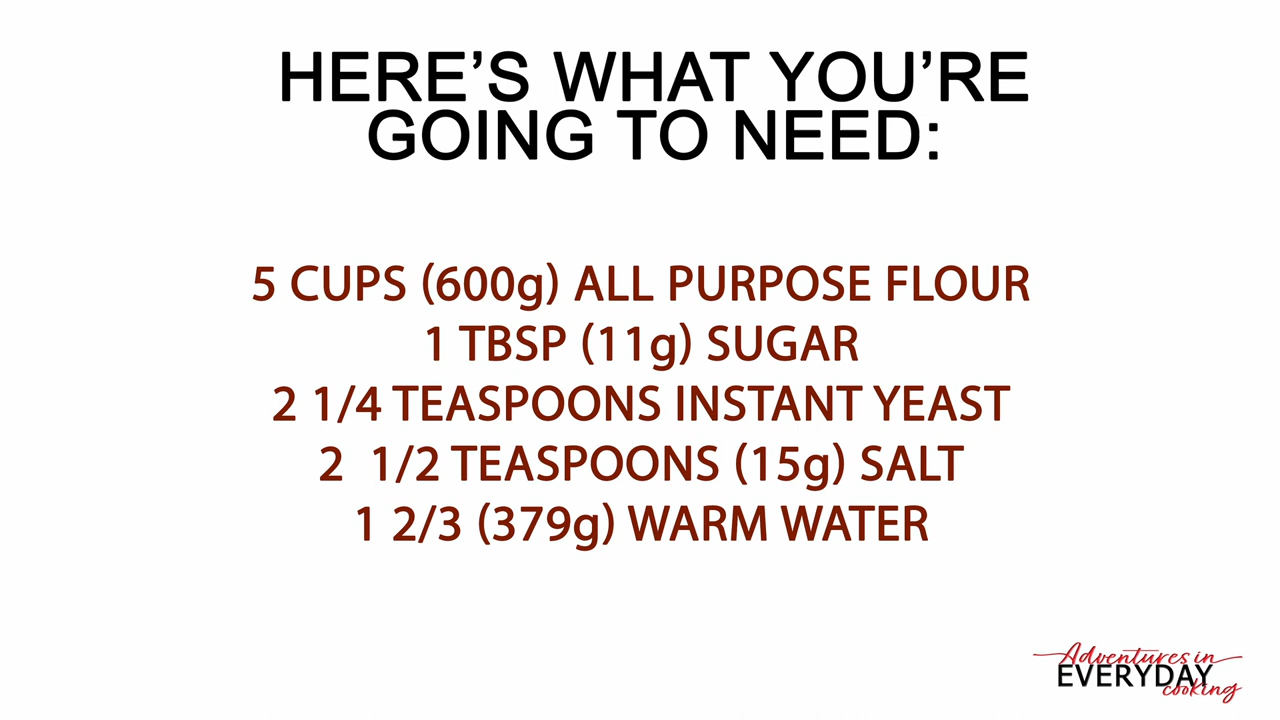 HERE'S WHAT YOU'RE
GOING TO NEED:
5 CUPS (600g) ALL PURPOSE FLOUR
1 TBSP (11g) SUGAR
2 1/4 TEASPOONS INSTANT YEAST
2  1/2 TEASPOONS (15g) SALT
1 2/3 (379g) WARM WATER
Adventures in
EVERYDAY
cooking